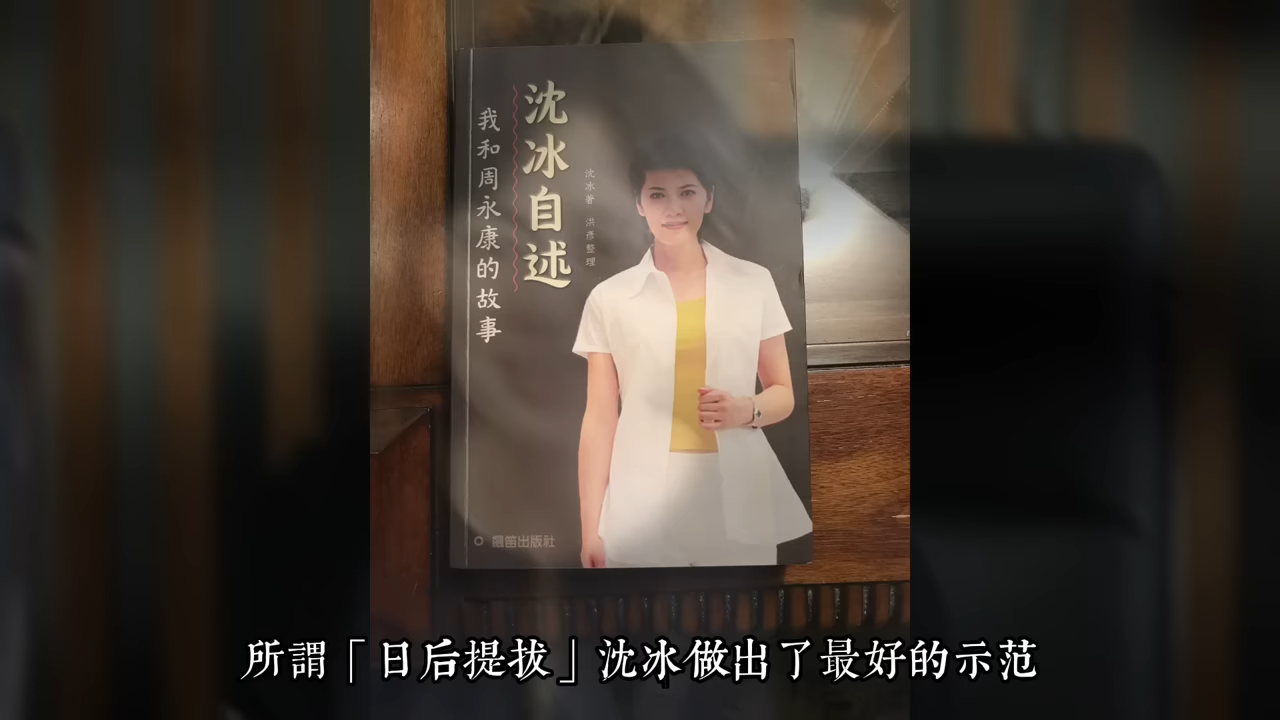 沈冰自述
我和周永康的故事
沈冰著 洪彥整理
飄笛出版社
所謂「日后提拔」沈冰做出了最好的示范